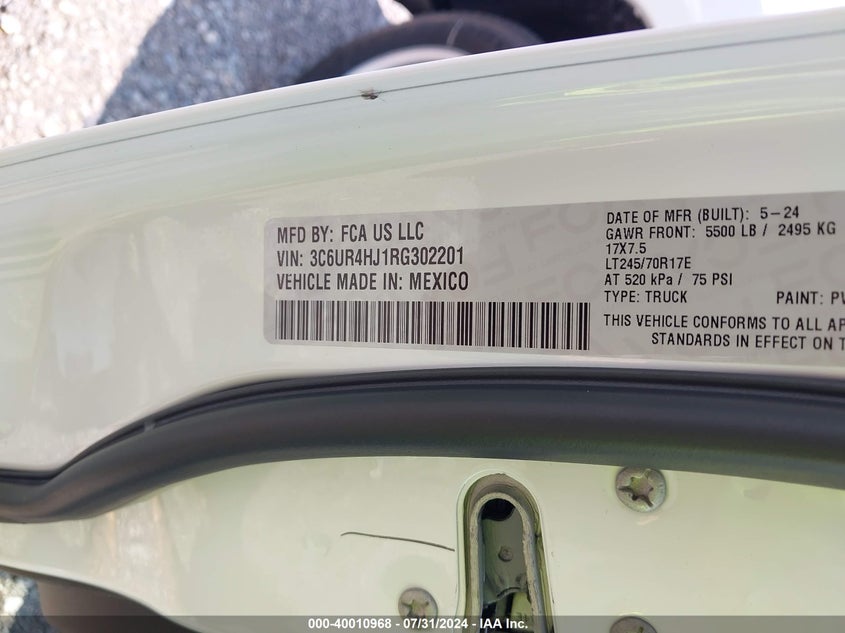 MFD BY: FCA US LLC
VIN: 3C6UR4HJ1RG302201
VEHICLE MADE IN: MEXICO
DATE OF MFR (BUILT): 5-24
GAWR FRONT: 5500 LB / 2495 KG
17X7.5
LT245/70R17E
AT 520 kPa / 75 PSI
TYPE: TRUCK PAINT:
THIS VEHICLE CONFORMS TO ALL
STANDARDS IN EFFECT ON
000-40010968 - 07/31/2024 - IAA Inc.